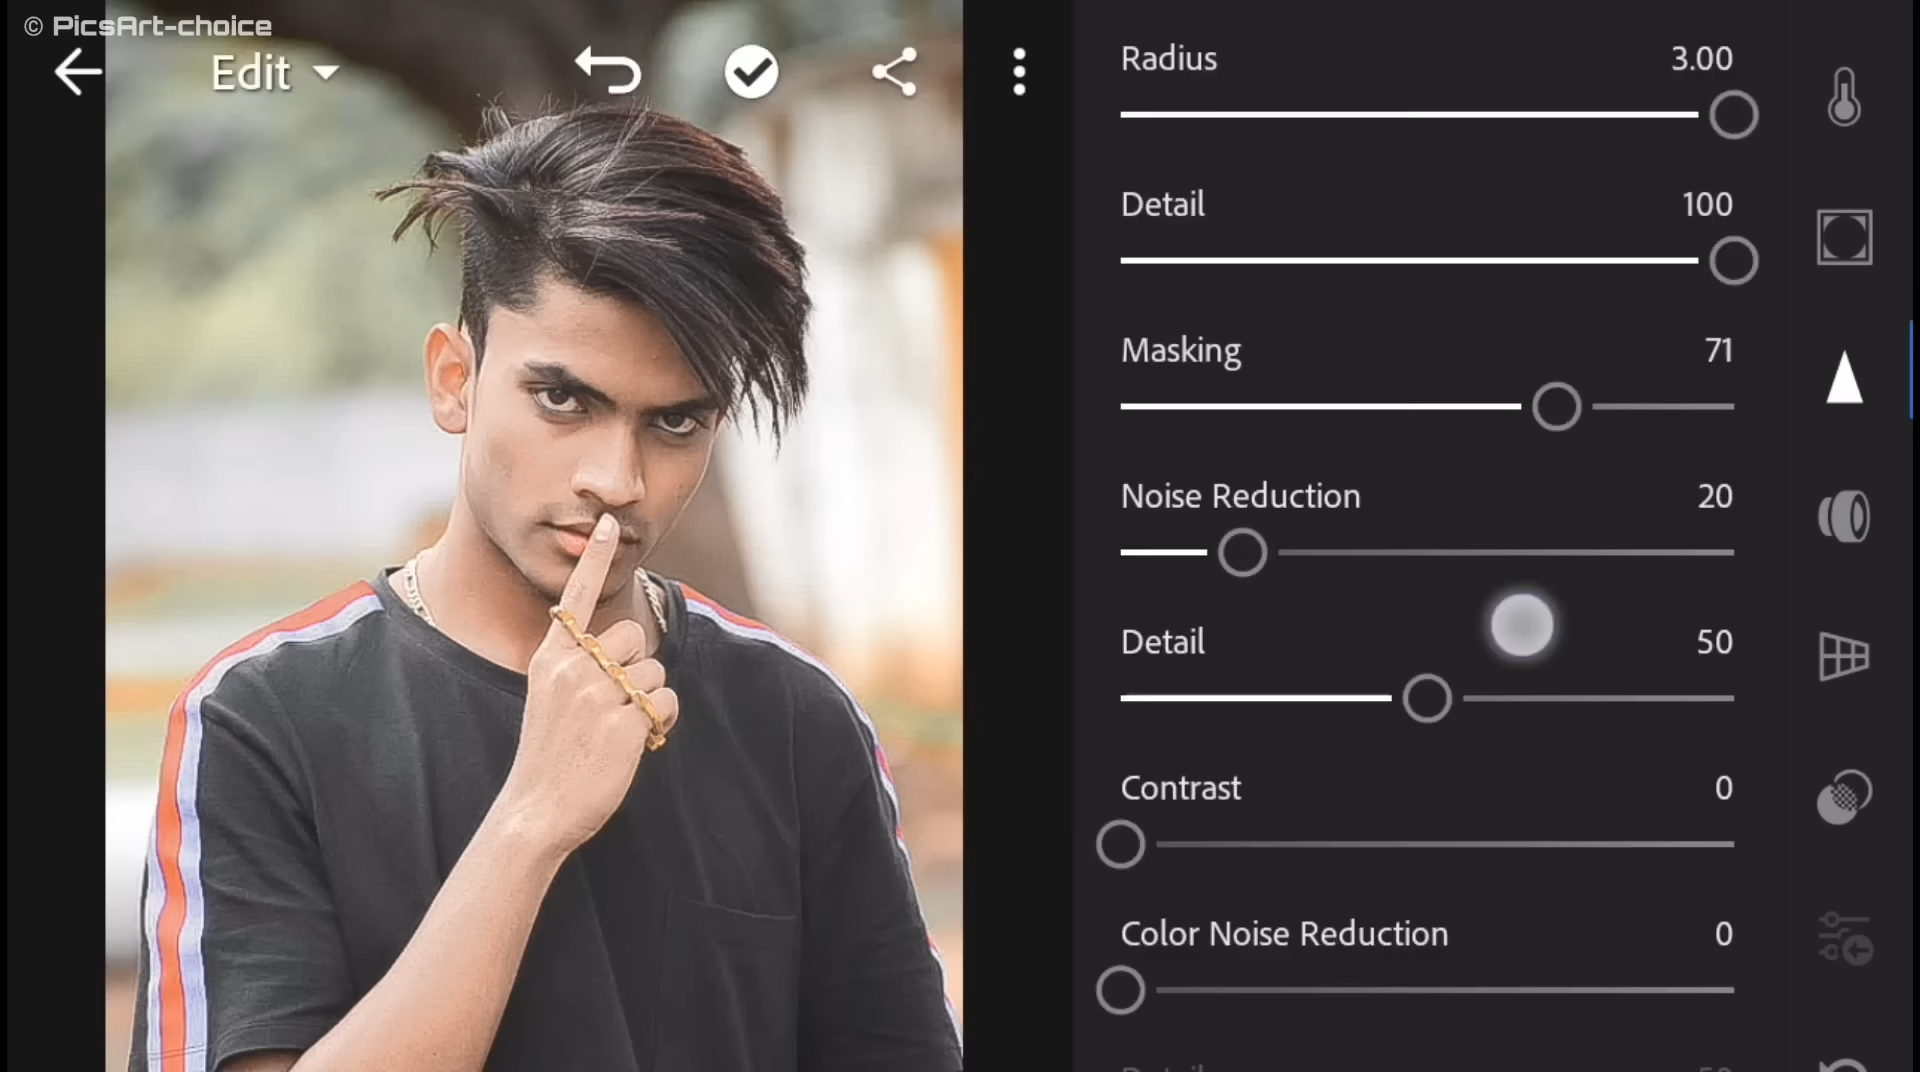 © PicsArt-choice
Edit
Radius 3.00
Detail 100
Masking 71
Noise Reduction 20
Detail 50
Contrast 0
Color Noise Reduction 0